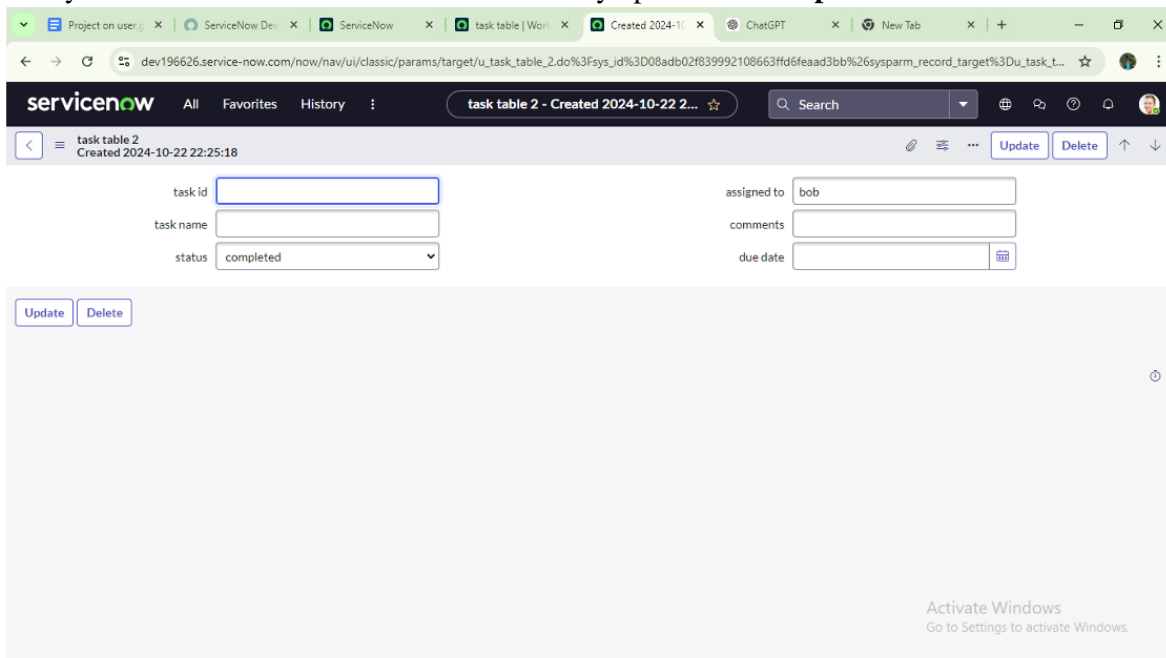 Project on user,g
ServiceNow Dev
ServiceNow
task table | Work
Created 2024-10
ChatGPT
New Tab
dev196626.service-now.com/now/nav/ui/classic/params/target/u_task_table_2.do%3Fsys_id%3D08adb02f839992108663ffd6feaad3bb%26sysparm_record_target%3Du_task_t...
servicenow All Favorites History task table 2 - Created 2024-10-22 2... Search
task table 2
Created 2024-10-22 22:25:18
Update Delete
task id
assigned to bob
task name
comments
status completed
due date
Update Delete
Activate Windows
Go to Settings to activate Windows.